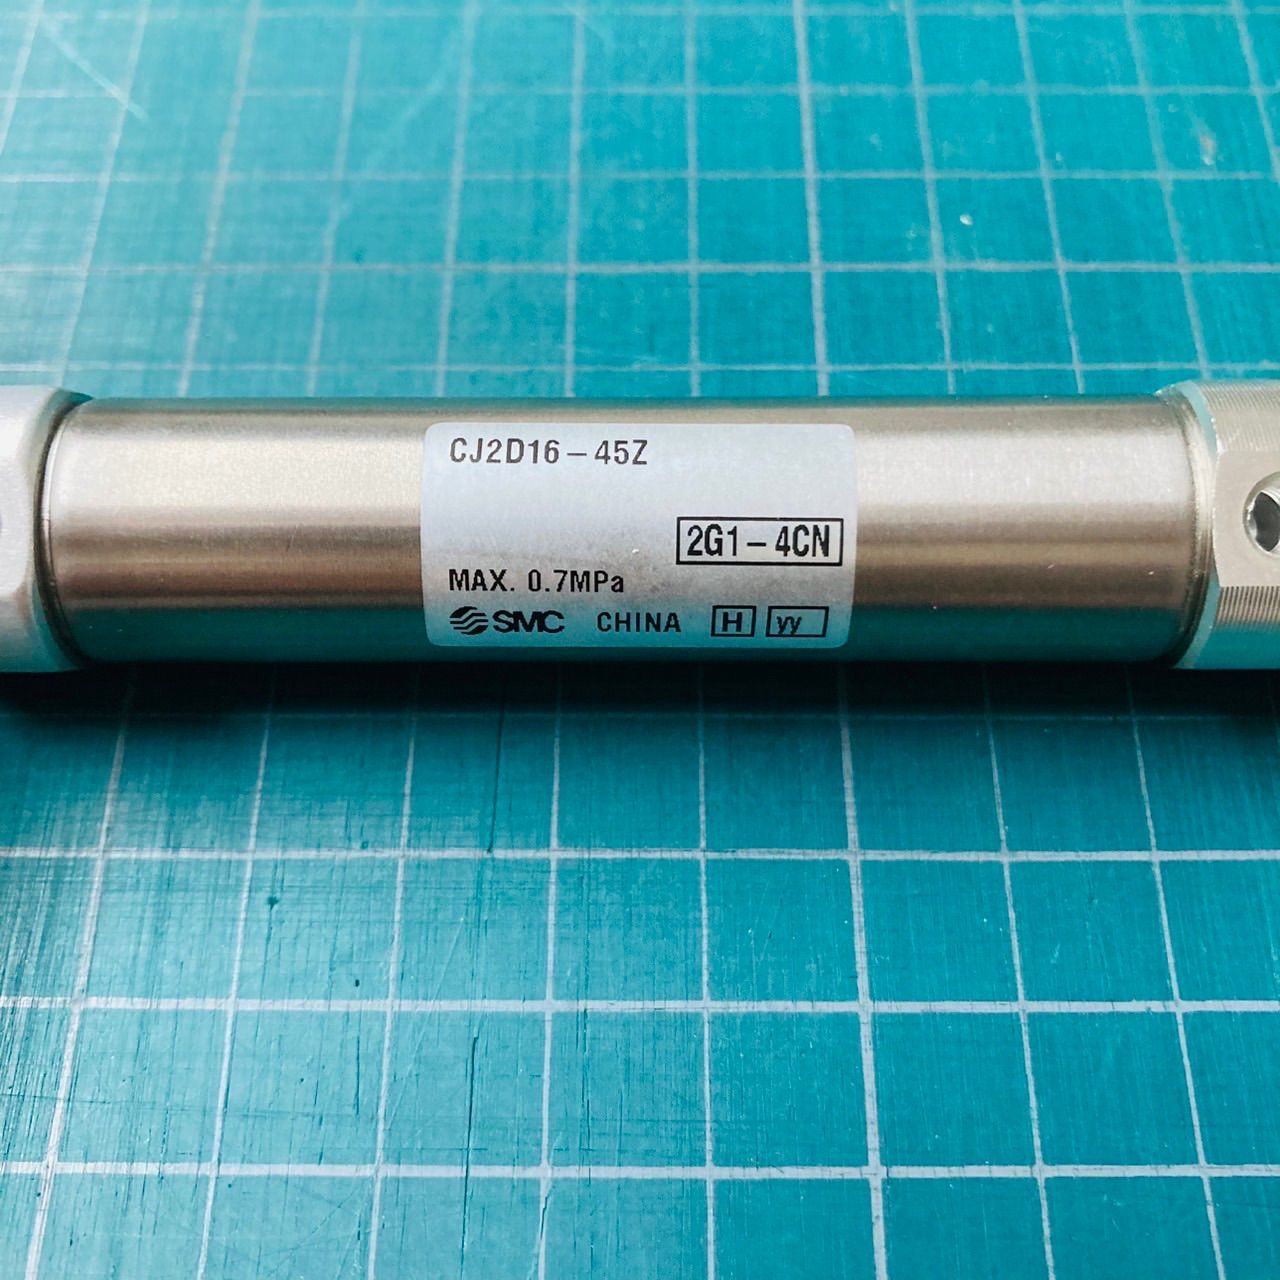 CJ2D16-45Z
2G1-4CN
MAX. 0.7MPa
SMC CHINA H yy